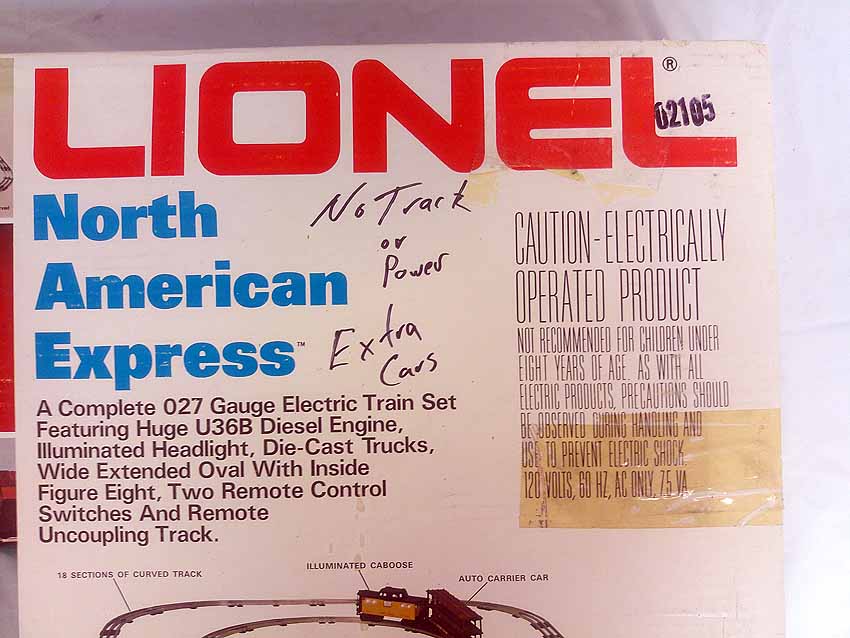 LIONEL®
02105
North
American
Express™
No Track
or
Power
Extra
Cars
A Complete 027 Gauge Electric Train Set
Featuring Huge U36B Diesel Engine,
Illuminated Headlight, Die-Cast Trucks,
Wide Extended Oval With Inside
Figure Eight, Two Remote Control
Switches And Remote
Uncoupling Track.
CAUTION-ELECTRICALLY
OPERATED PRODUCT
NOT RECOMMENDED FOR CHILDREN UNDER
EIGHT YEARS OF AGE. AS WITH ALL
ELECTRIC PRODUCTS, PRECAUTIONS SHOULD
BE OBSERVED DURING HANDLING AND
USE TO PREVENT ELECTRIC SHOCK.
120 VOLTS, 60 HZ, AC ONLY, 75 VA.
18 SECTIONS OF CURVED TRACK
ILLUMINATED CABOOSE
AUTO CARRIER CAR